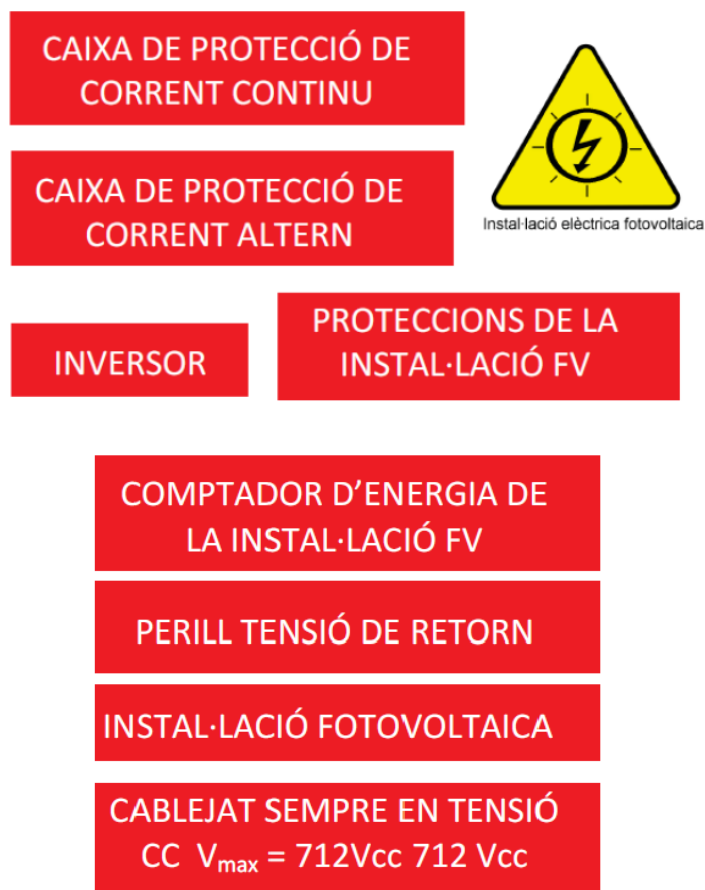 CAIXA DE PROTECCIÓ DE
CORRENT CONTINU
Instal·lació elèctrica fotovoltaica
CAIXA DE PROTECCIÓ DE
CORRENT ALTERN
INVERSOR
PROTECCIONS DE LA
INSTAL·LACIÓ FV
COMPTADOR D’ENERGIA DE
LA INSTAL·LACIÓ FV
PERILL TENSIÓ DE RETORN
INSTAL·LACIÓ FOTOVOLTAICA
CABLEJAT SEMPRE EN TENSIÓ
CC Vmax = 712Vcc 712 Vcc